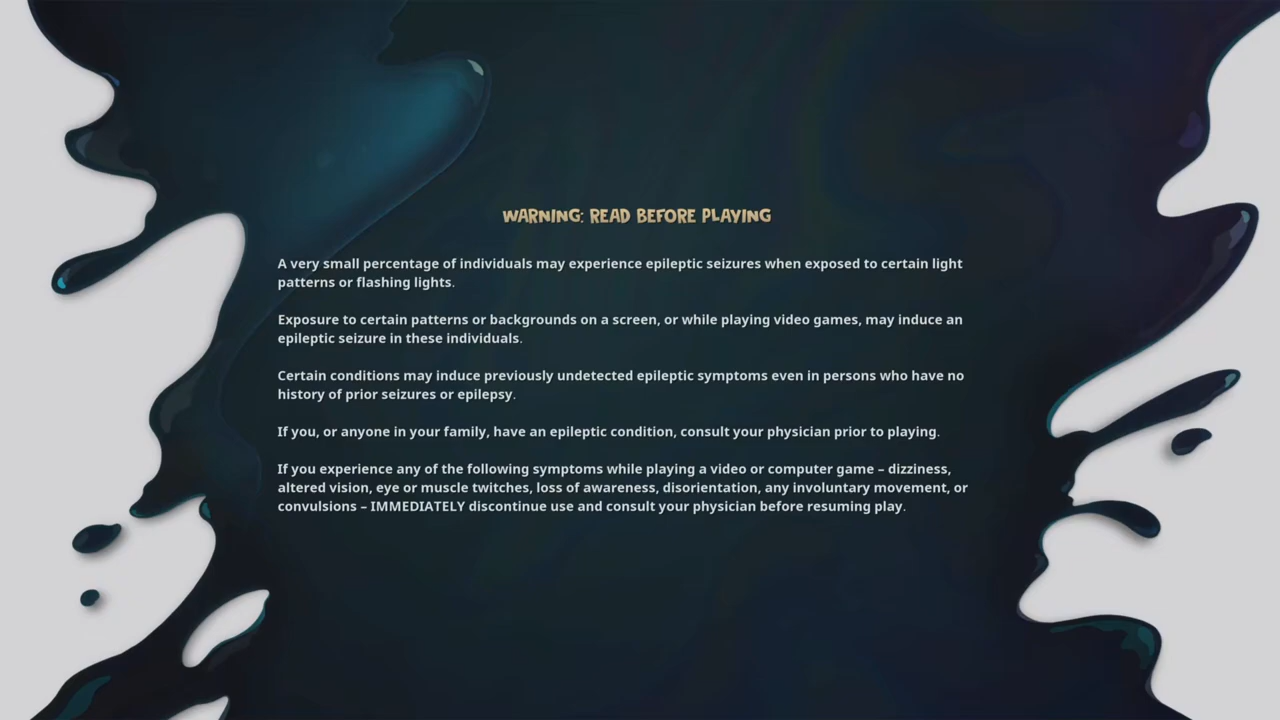 WARNING: READ BEFORE PLAYING
A very small percentage of individuals may experience epileptic seizures when exposed to certain light
patterns or flashing lights.
Exposure to certain patterns or backgrounds on a screen, or while playing video games, may induce an
epileptic seizure in these individuals.
Certain conditions may induce previously undetected epileptic symptoms even in persons who have no
history of prior seizures or epilepsy.
If you, or anyone in your family, have an epileptic condition, consult your physician prior to playing.
If you experience any of the following symptoms while playing a video or computer game – dizziness,
altered vision, eye or muscle twitches, loss of awareness, disorientation, any involuntary movement, or
convulsions – IMMEDIATELY discontinue use and consult your physician before resuming play.